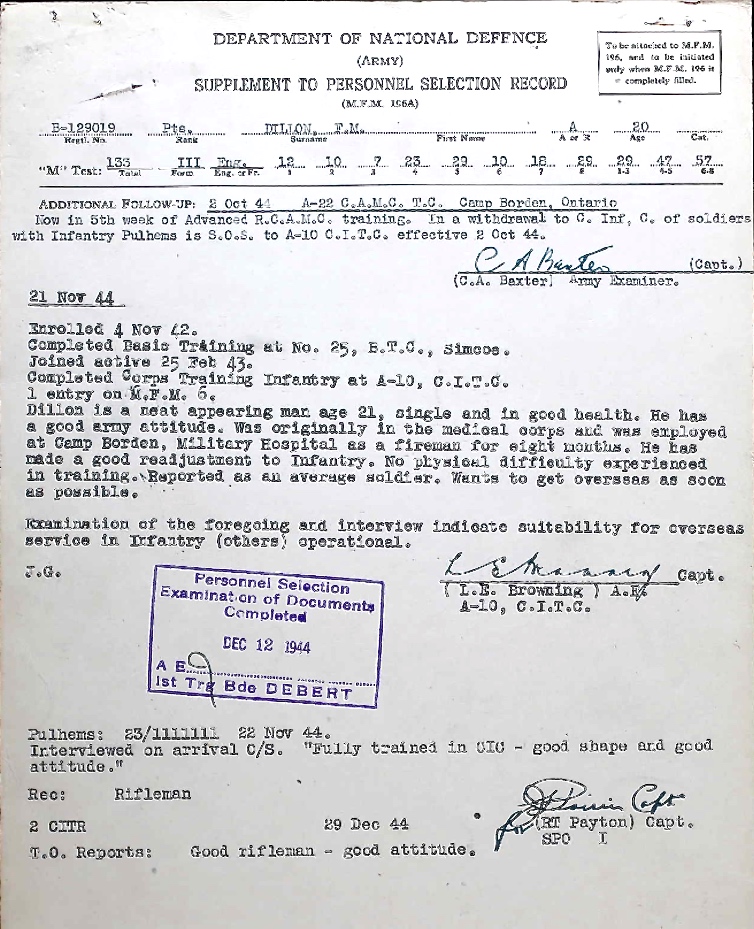 DEPARTMENT OF NATIONAL DEFENCE
(ARMY)
SUPPLEMENT TO PERSONNEL SELECTION RECORD
(M.F.M. 196A)
To be attached to M.F.M.
196, and to be initiated
only when M.F.M. 196 is
completely filled.
B-129019 Pte. DILLON, F.M. A 20
Regtl. No. Rank Surname First Name A or R Age Cat.
"M" Test: 133 III Eng. 12 10 7 23 29 10 18 29 29 47 57
Total Form Eng. or Fr. 1 2 3 4 5 6 7 8 1-3 4-5 6-8
ADDITIONAL FOLLOW-UP: 2 Oct 44 A-22 C.A.M.C. T.C. Camp Borden, Ontario
Now in 5th week of Advanced R.C.A.M.C. training. In a withdrawal to C. Inf, C. of soldiers
with Infantry Pulhems is S.O.S. to A-10 C.I.T.C. effective 2 Oct 44.
C A Baxter (Capt.)
(C.A. Baxter) Army Examiner.
21 Nov 44
Enrolled 4 Nov 42.
Completed Basic Training at No. 25, B.T.C., Simcoe.
Joined active 25 Feb 43.
Completed Corps Training Infantry at A-10, C.I.T.C.
1 entry on M.F.M. 6.
Dillon is a neat appearing man age 21, single and in good health. He has
a good army attitude. Was originally in the medical corps and was employed
at Camp Borden, Military Hospital as a fireman for eight months. He has
made a good readjustment to Infantry. No physical difficulty experienced
in training. Reported as an average soldier. Wants to get overseas as soon
as possible.
Examination of the foregoing and interview indicate suitability for overseas
service in Infantry (others) operational.
J.G.
Capt.
( L.E. Browning ) A.E.
A-10, C.I.T.C.
Personnel Selection
Examination of Documents
Completed
DEC 12 1944
A E
1st Trg Bde DEBERT
Pulhems: 23/1111111 22 Nov 44.
Interviewed on arrival C/S. "Fully trained in CIC - good shape and good
attitude."
Rec: Rifleman
Capt
2 CITR 29 Dec 44 for (RT Payton) Capt.
SPO I
T.O. Reports: Good rifleman - good attitude.